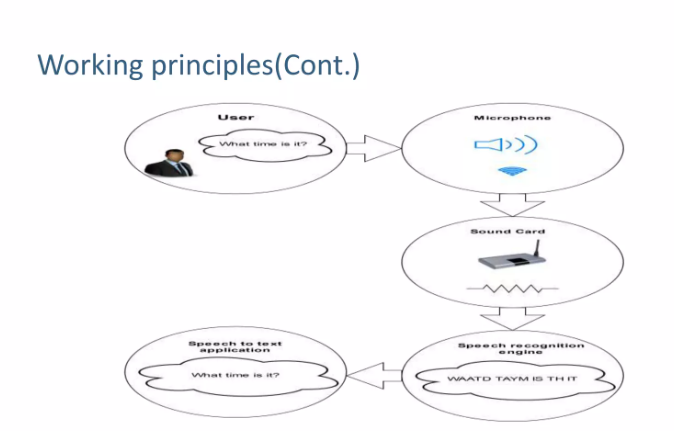 Working principles(Cont.)
User
What time is it?
Microphone
Sound Card
Speech recognition
engine
WAATD TAYM IS TH IT
Speech to text
application
What time is it?